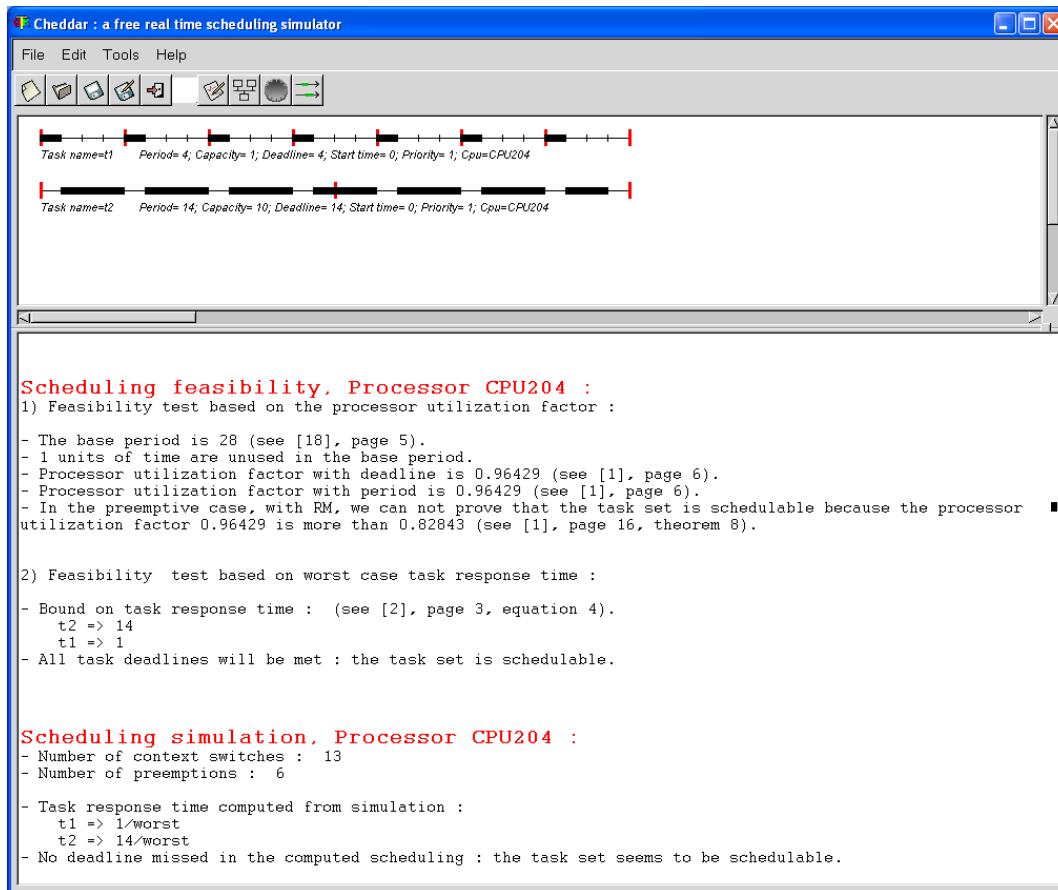 Cheddar : a free real time scheduling simulator
File Edit Tools Help
Task name=t1 Period= 4; Capacity= 1; Deadline= 4; Start time= 0; Priority= 1; Cpu=CPU204
Task name=t2 Period= 14; Capacity= 10; Deadline= 14; Start time= 0; Priority= 1; Cpu=CPU204
Scheduling feasibility, Processor CPU204 :
1) Feasibility test based on the processor utilization factor :
- The base period is 28 (see [18], page 5).
- 1 units of time are unused in the base period.
- Processor utilization factor with deadline is 0.96429 (see [1], page 6).
- Processor utilization factor with period is 0.96429 (see [1], page 6).
- In the preemptive case, with RM, we can not prove that the task set is schedulable because the processor
utilization factor 0.96429 is more than 0.82843 (see [1], page 16, theorem 8).
2) Feasibility test based on worst case task response time :
- Bound on task response time : (see [2], page 3, equation 4).
t2 => 14
t1 => 1
- All task deadlines will be met : the task set is schedulable.
Scheduling simulation, Processor CPU204 :
- Number of context switches : 13
- Number of preemptions : 6
- Task response time computed from simulation :
t1 => 1/worst
t2 => 14/worst
- No deadline missed in the computed scheduling : the task set seems to be schedulable.